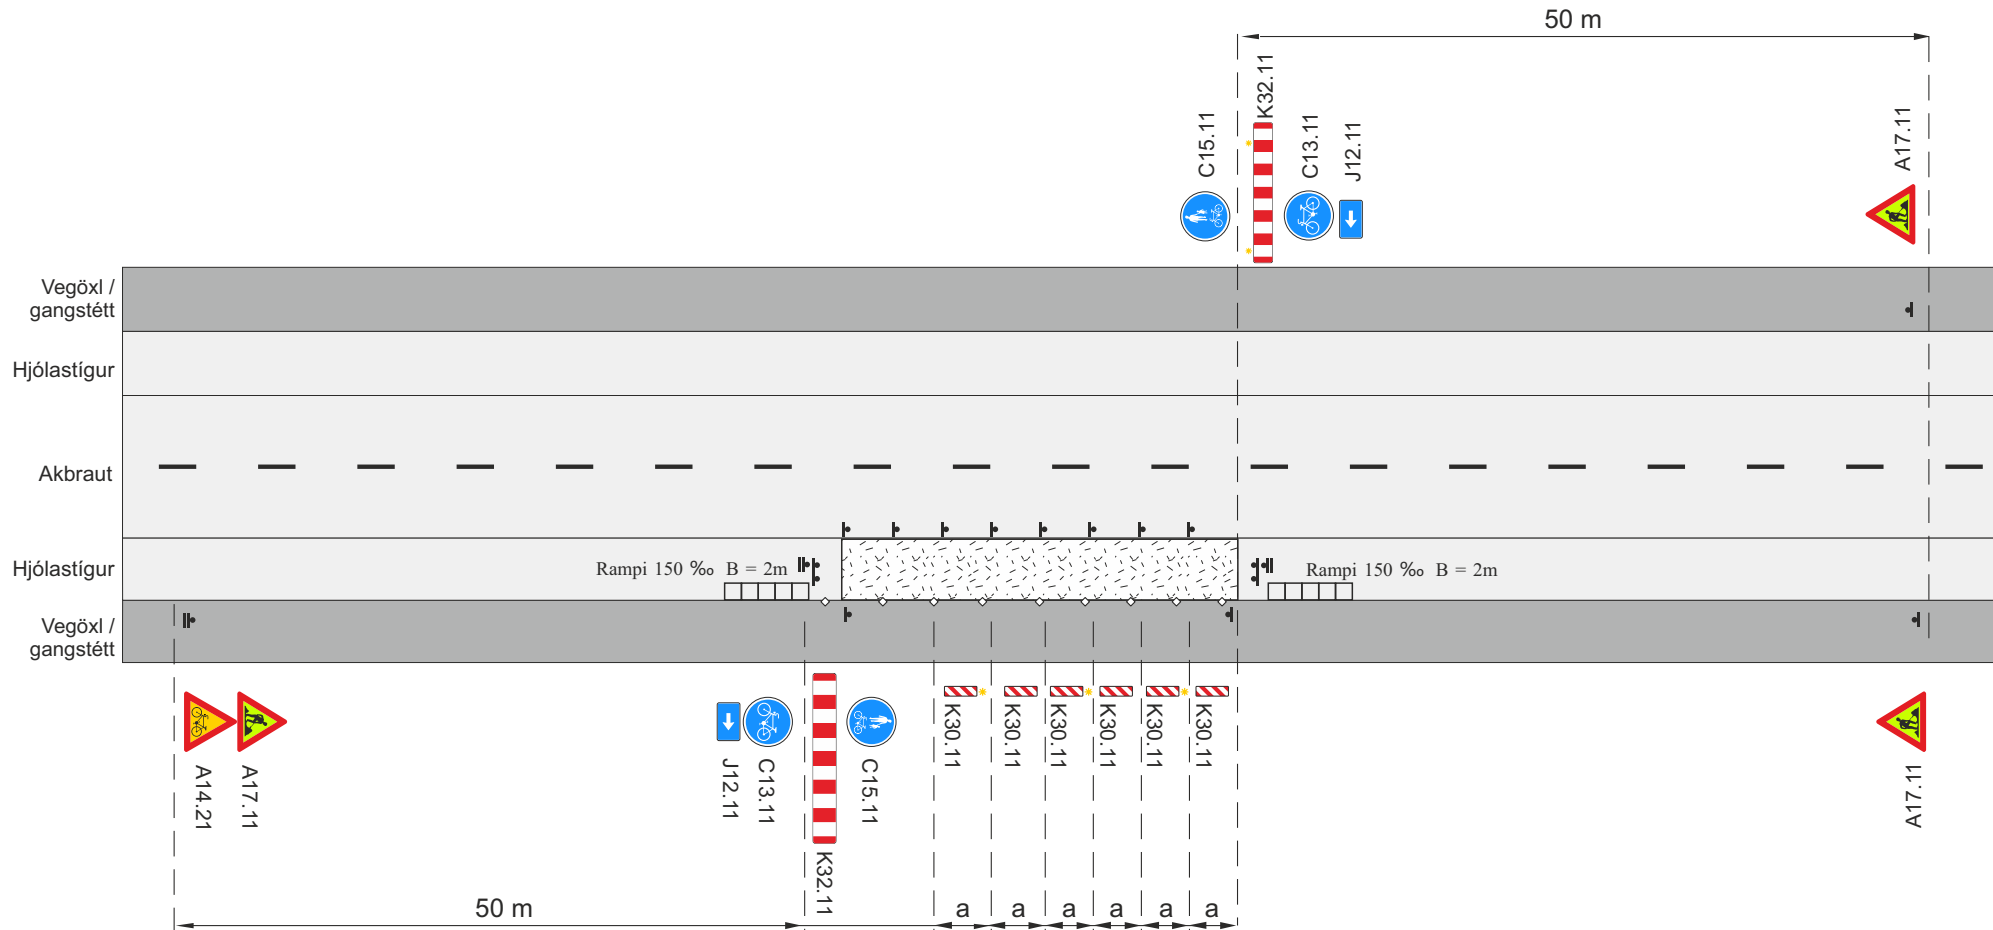 50 m
K32.11
C15.11
C13.11
J12.11
A17.11
Vegöxl /
gangstétt
Hjólastígur
Akbraut
Hjólastígur
Rampi 150 ‰ B = 2m
Rampi 150 ‰ B = 2m
Vegöxl /
gangstétt
A14.21
A17.11
J12.11
C13.11
K32.11
C15.11
K30.11
K30.11
K30.11
K30.11
K30.11
K30.11
A17.11
50 m
a
a
a
a
a
a